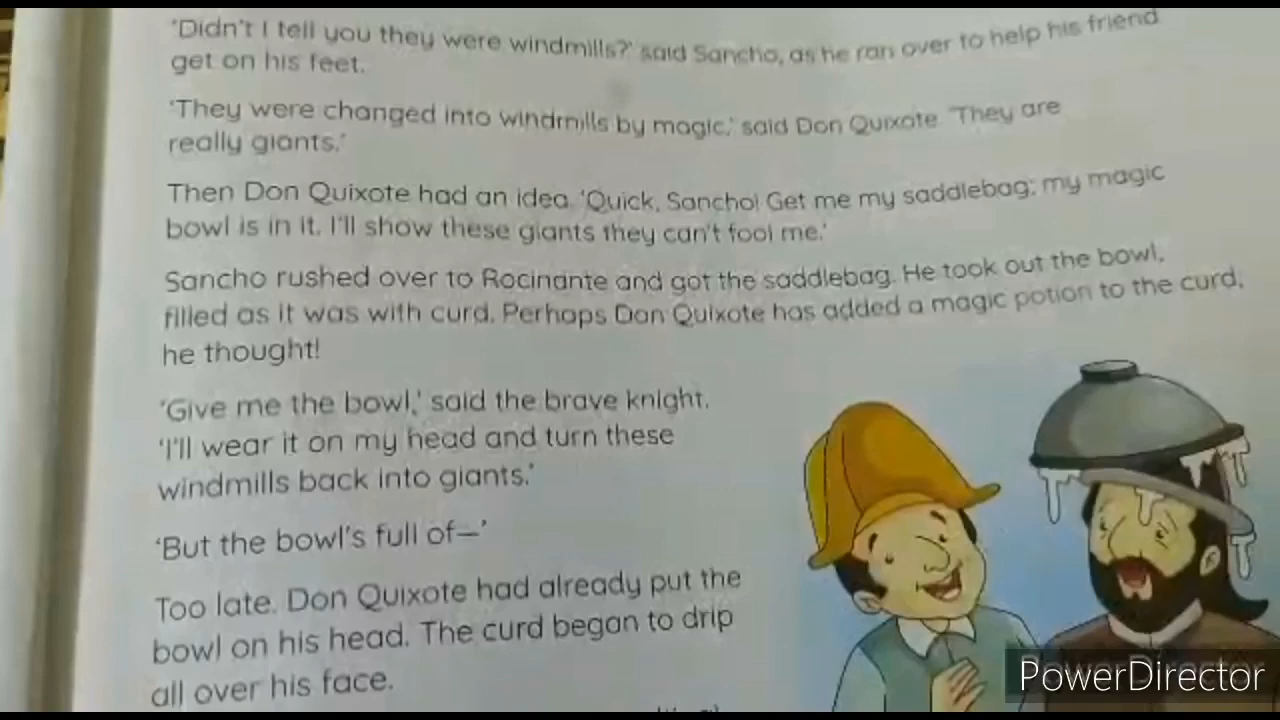 'Didn't I tell you they were windmills?' said Sancho, as he ran over to help his friend
get on his feet.
'They were changed into windmills by magic,' said Don Quixote. 'They are
really giants.'
Then Don Quixote had an idea. 'Quick, Sancho! Get me my saddlebag; my magic
bowl is in it. I'll show these giants they can't fool me.'
Sancho rushed over to Rocinante and got the saddlebag. He took out the bowl,
filled as it was with curd. Perhaps Don Quixote has added a magic potion to the curd,
he thought!
'Give me the bowl,' said the brave knight.
'I'll wear it on my head and turn these
windmills back into giants.'
'But the bowl's full of—'
Too late. Don Quixote had already put the
bowl on his head. The curd began to drip
all over his face.
PowerDirector